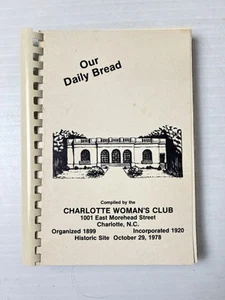 Our
Daily Bread
Compiled by the
CHARLOTTE WOMAN'S CLUB
1001 East Morehead Street
Charlotte, N.C.
Organized 1899 Incorporated 1920
Historic Site October 29, 1978